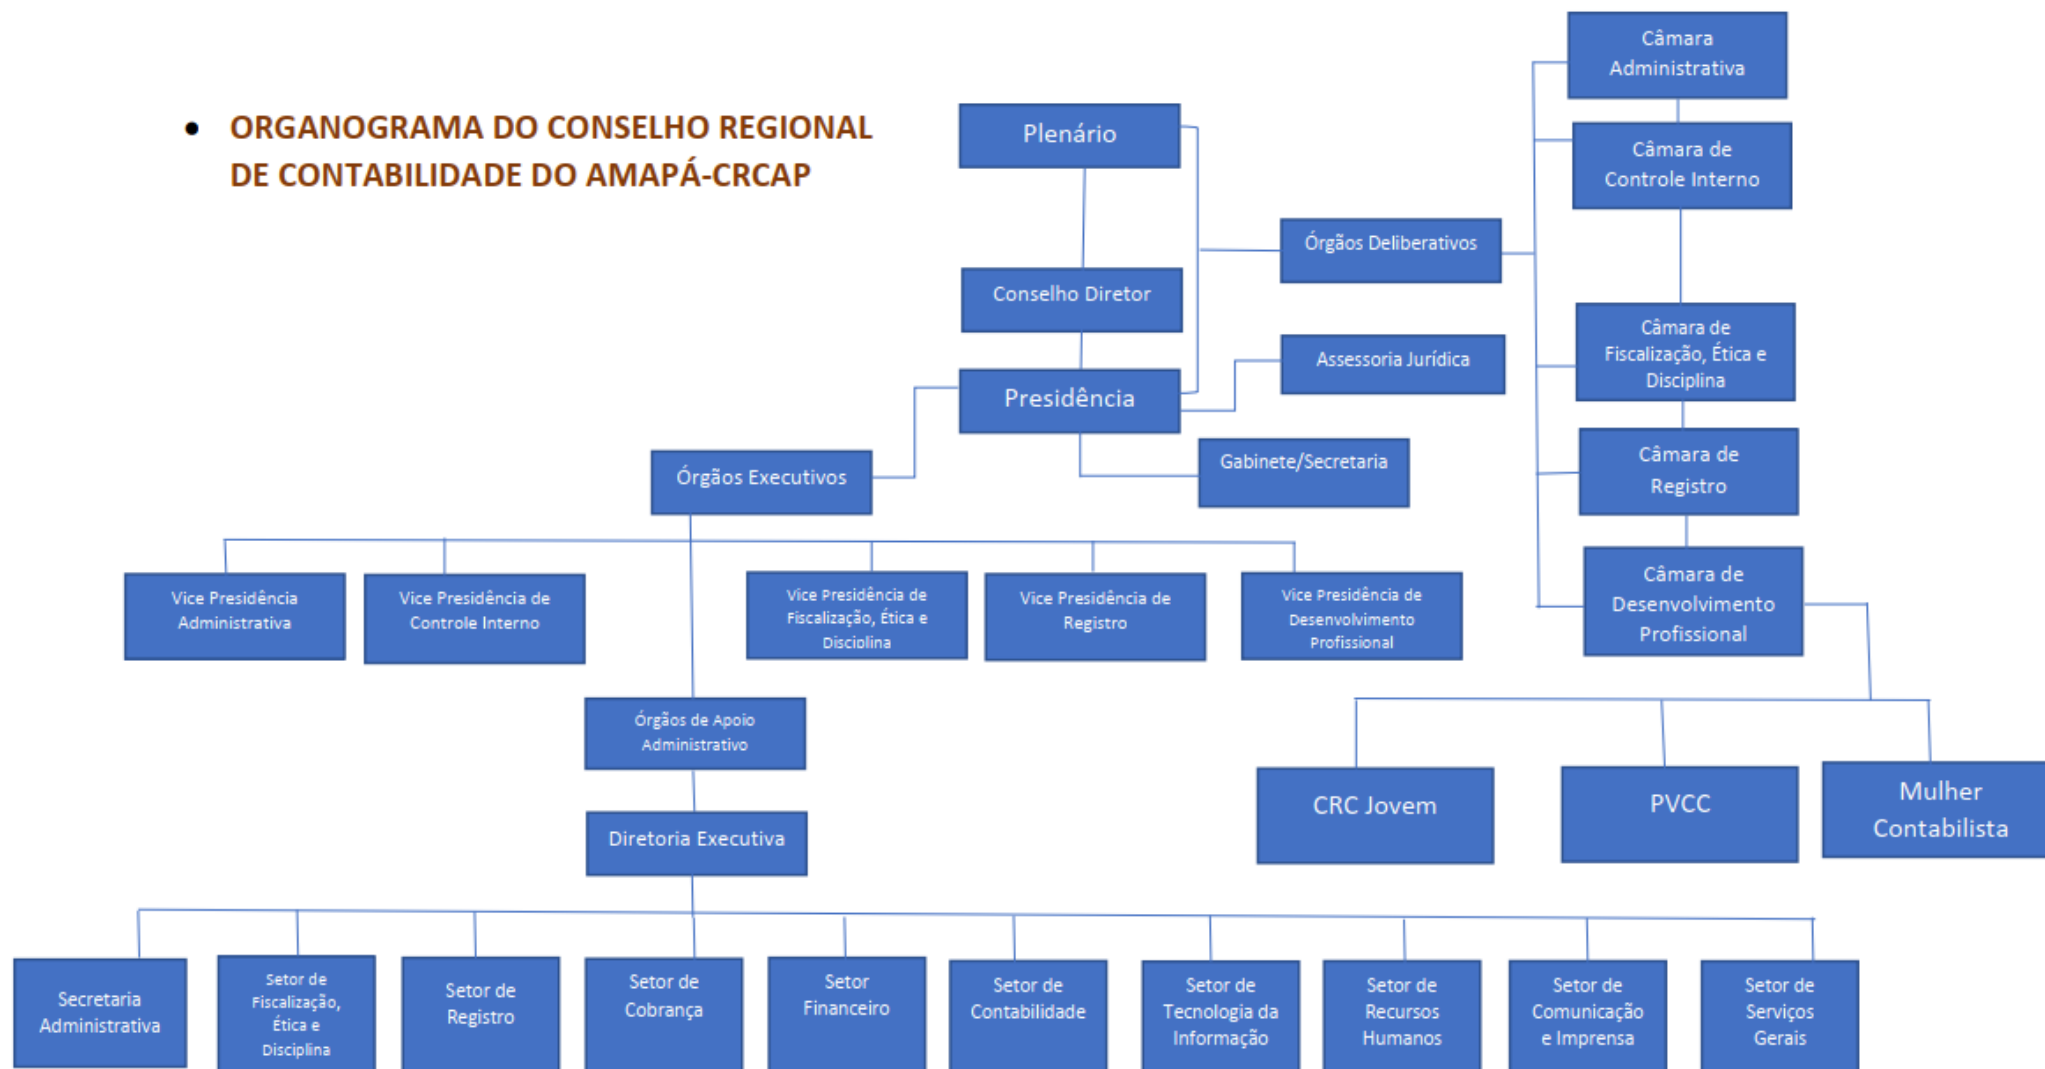 • ORGANOGRAMA DO CONSELHO REGIONAL
DE CONTABILIDADE DO AMAPÁ-CRCAP
Plenário
Conselho Diretor
Presidência
Órgãos Deliberativos
Assessoria Jurídica
Gabinete/Secretaria
Câmara
Administrativa
Câmara de
Controle Interno
Câmara de
Fiscalização, Ética e
Disciplina
Câmara de
Registro
Câmara de
Desenvolvimento
Profissional
CRC Jovem
PVCC
Mulher
Contabilista
Órgãos Executivos
Vice Presidência
Administrativa
Vice Presidência de
Controle Interno
Vice Presidência de
Fiscalização, Ética e
Disciplina
Vice Presidência de
Registro
Vice Presidência de
Desenvolvimento
Profissional
Órgãos de Apoio
Administrativo
Diretoria Executiva
Secretaria
Administrativa
Setor de
Fiscalização,
Ética e
Disciplina
Setor de
Registro
Setor de
Cobrança
Setor
Financeiro
Setor de
Contabilidade
Setor de
Tecnologia da
Informação
Setor de
Recursos
Humanos
Setor de
Comunicação
e Imprensa
Setor de
Serviços
Gerais